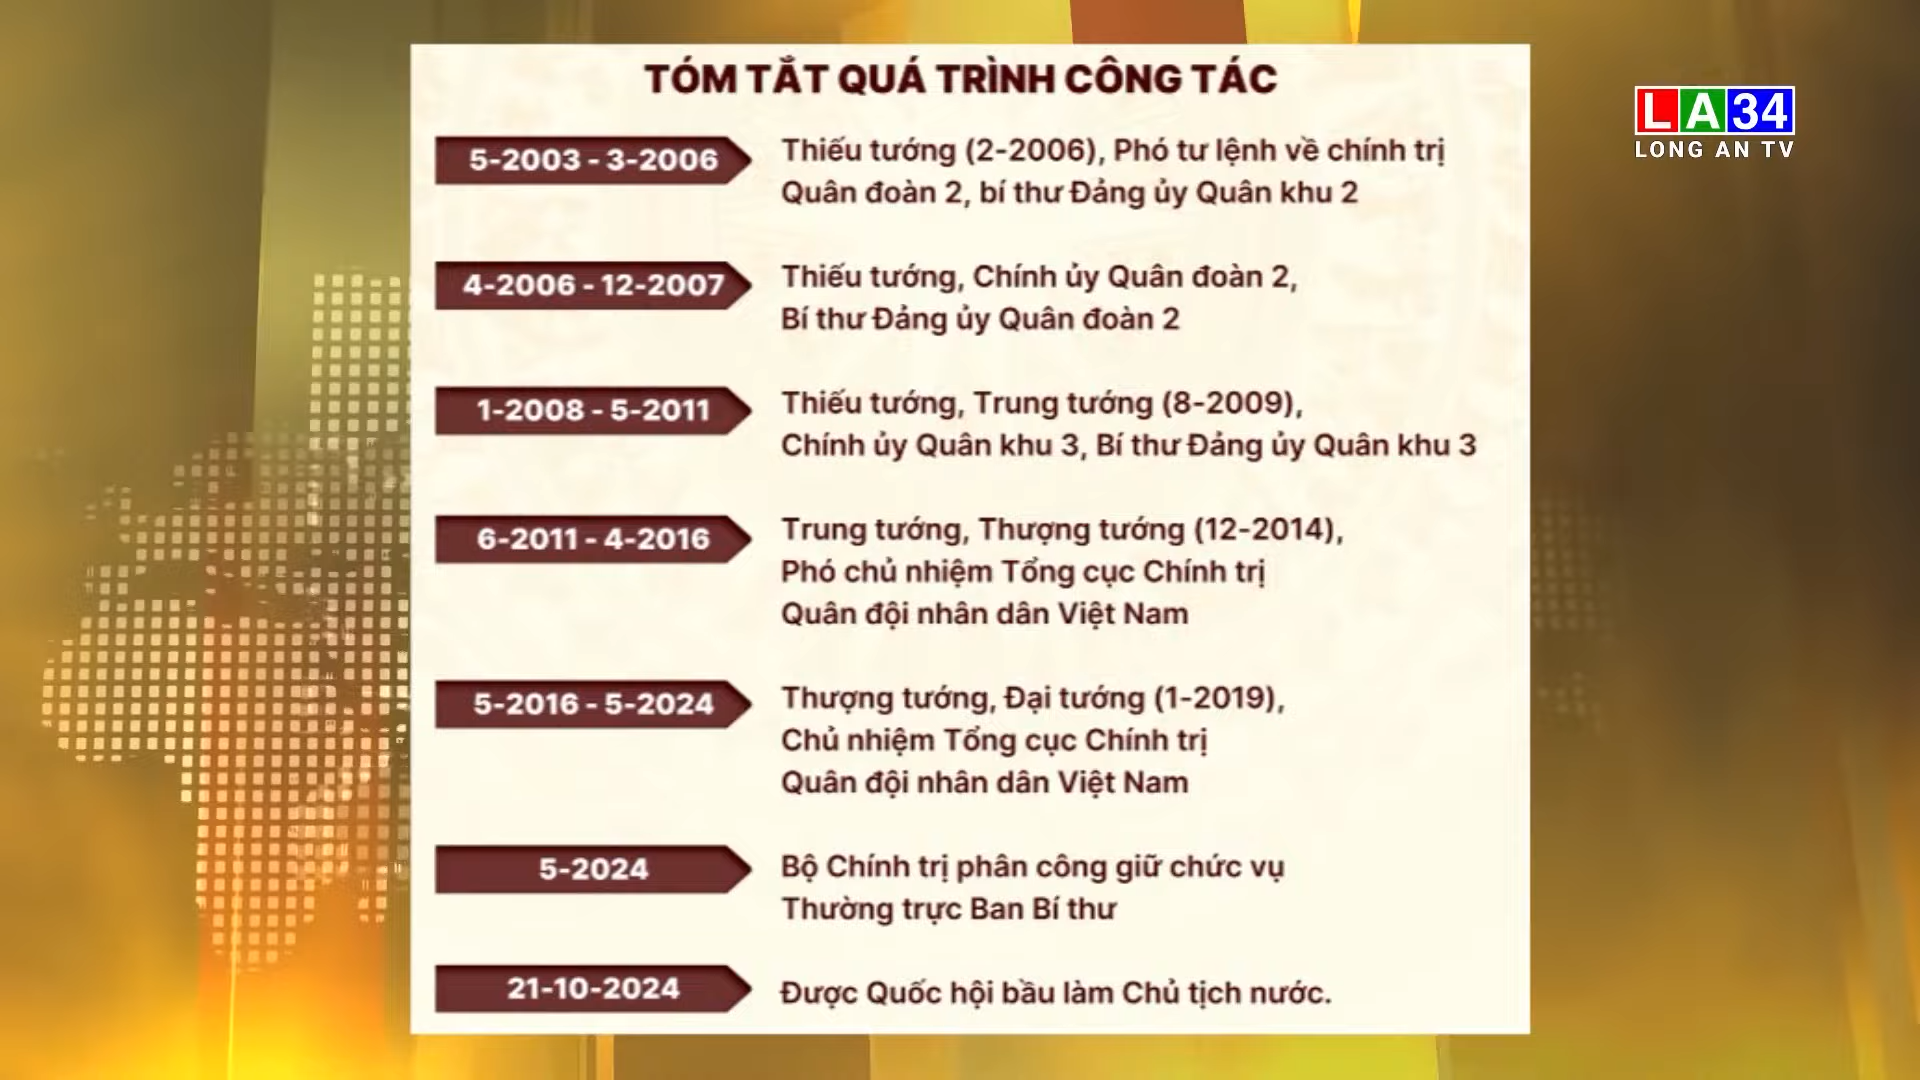 TÓM TẮT QUÁ TRÌNH CÔNG TÁC
LA34
LONG AN TV
5-2003 - 3-2006
Thiếu tướng (2-2006), Phó tư lệnh về chính trị
Quân đoàn 2, bí thư Đảng ủy Quân khu 2
4-2006 - 12-2007
Thiếu tướng, Chính ủy Quân đoàn 2,
Bí thư Đảng ủy Quân đoàn 2
1-2008 - 5-2011
Thiếu tướng, Trung tướng (8-2009),
Chính ủy Quân khu 3, Bí thư Đảng ủy Quân khu 3
6-2011 - 4-2016
Trung tướng, Thượng tướng (12-2014),
Phó chủ nhiệm Tổng cục Chính trị
Quân đội nhân dân Việt Nam
5-2016 - 5-2024
Thượng tướng, Đại tướng (1-2019),
Chủ nhiệm Tổng cục Chính trị
Quân đội nhân dân Việt Nam
5-2024
Bộ Chính trị phân công giữ chức vụ
Thường trực Ban Bí thư
21-10-2024
Được Quốc hội bầu làm Chủ tịch nước.